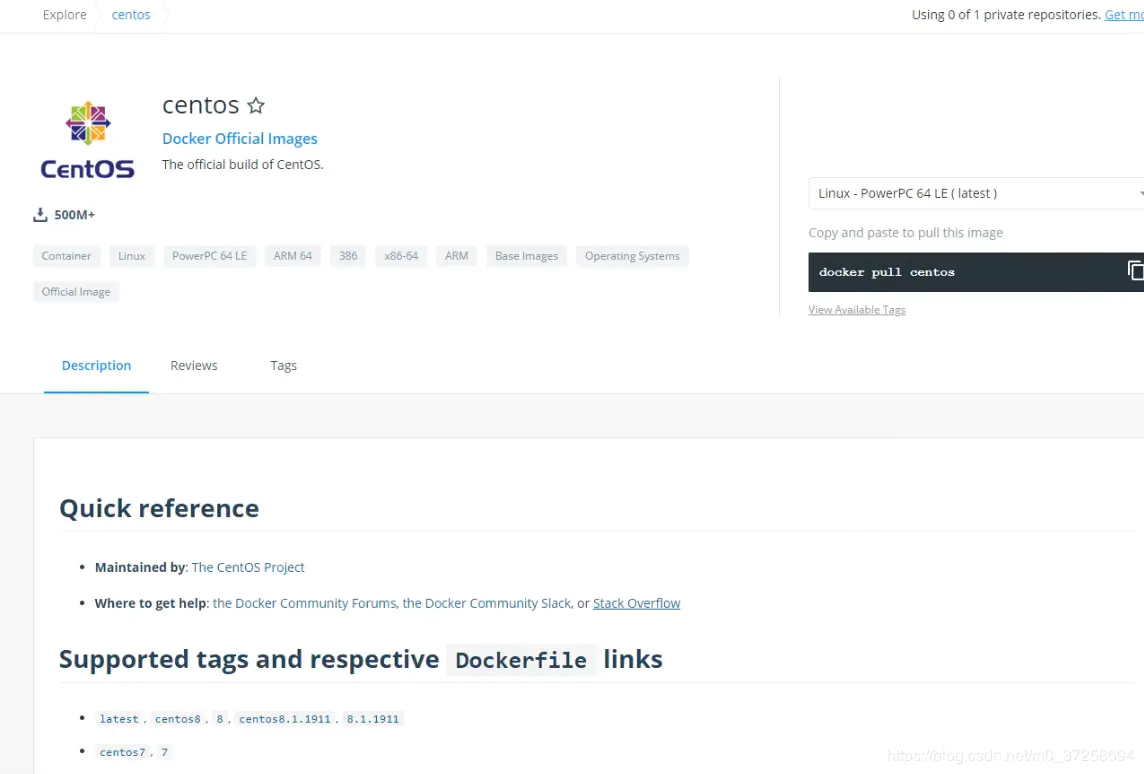 Explore centos Using 0 of 1 private repositories. Get mo
centos
CentOS
Docker Official Images
The official build of CentOS.
500M+
Linux - PowerPC 64 LE ( latest )
Copy and paste to pull this image
docker pull centos
View Available Tags
Container Linux PowerPC 64 LE ARM 64 386 x86-64 ARM Base Images Operating Systems
Official Image
Description Reviews Tags
Quick reference
• Maintained by: The CentOS Project
• Where to get help: the Docker Community Forums, the Docker Community Slack, or Stack Overflow
Supported tags and respective Dockerfile links
• latest, centos8, 8, centos8.1.1911, 8.1.1911
• centos7, 7
https://blog.csdn.net/m0_37258694